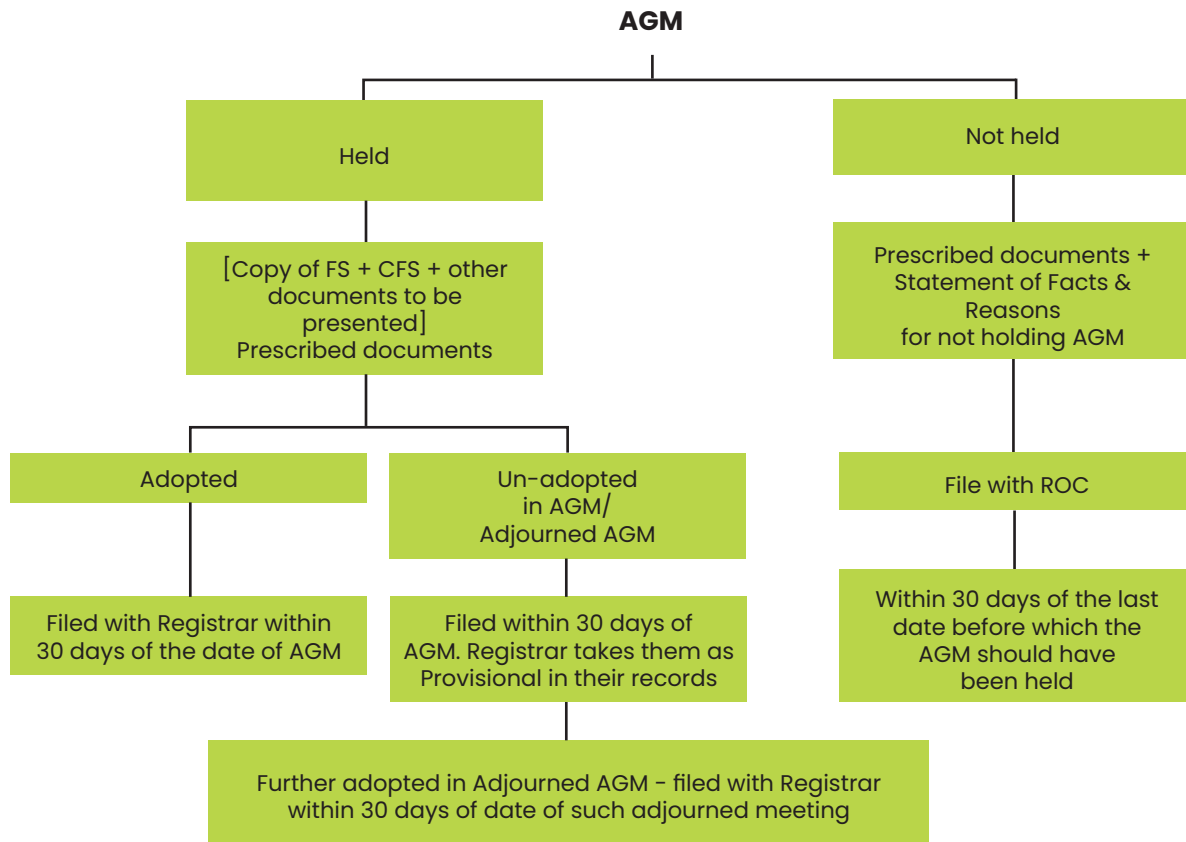 AGM
Held
Not held
[Copy of FS + CFS + other
documents to be
presented]
Prescribed documents
Prescribed documents +
Statement of Facts &
Reasons
for not holding AGM
Adopted
Un-adopted
in AGM/
Adjourned AGM
File with ROC
Filed with Registrar within
30 days of the date of AGM
Filed within 30 days of
AGM. Registrar takes them as
Provisional in their records
Within 30 days of the last
date before which the
AGM should have
been held
Further adopted in Adjourned AGM - filed with Registrar
within 30 days of date of such adjourned meeting